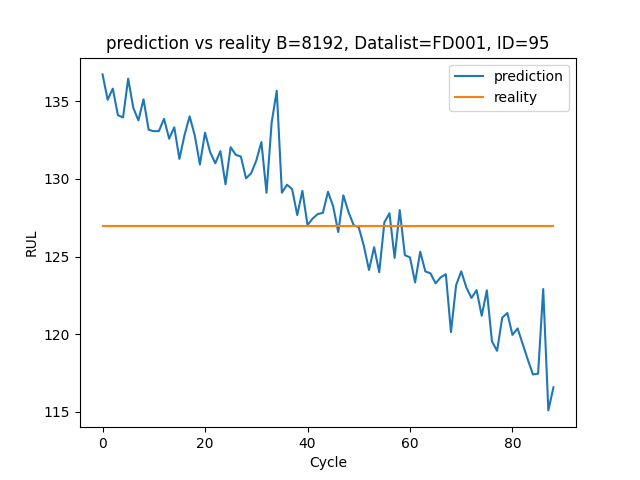 prediction vs reality B=8192, Datalist=FD001, ID=95
prediction
reality
135
130
125
120
115
RUL
0 20 40 60 80
Cycle